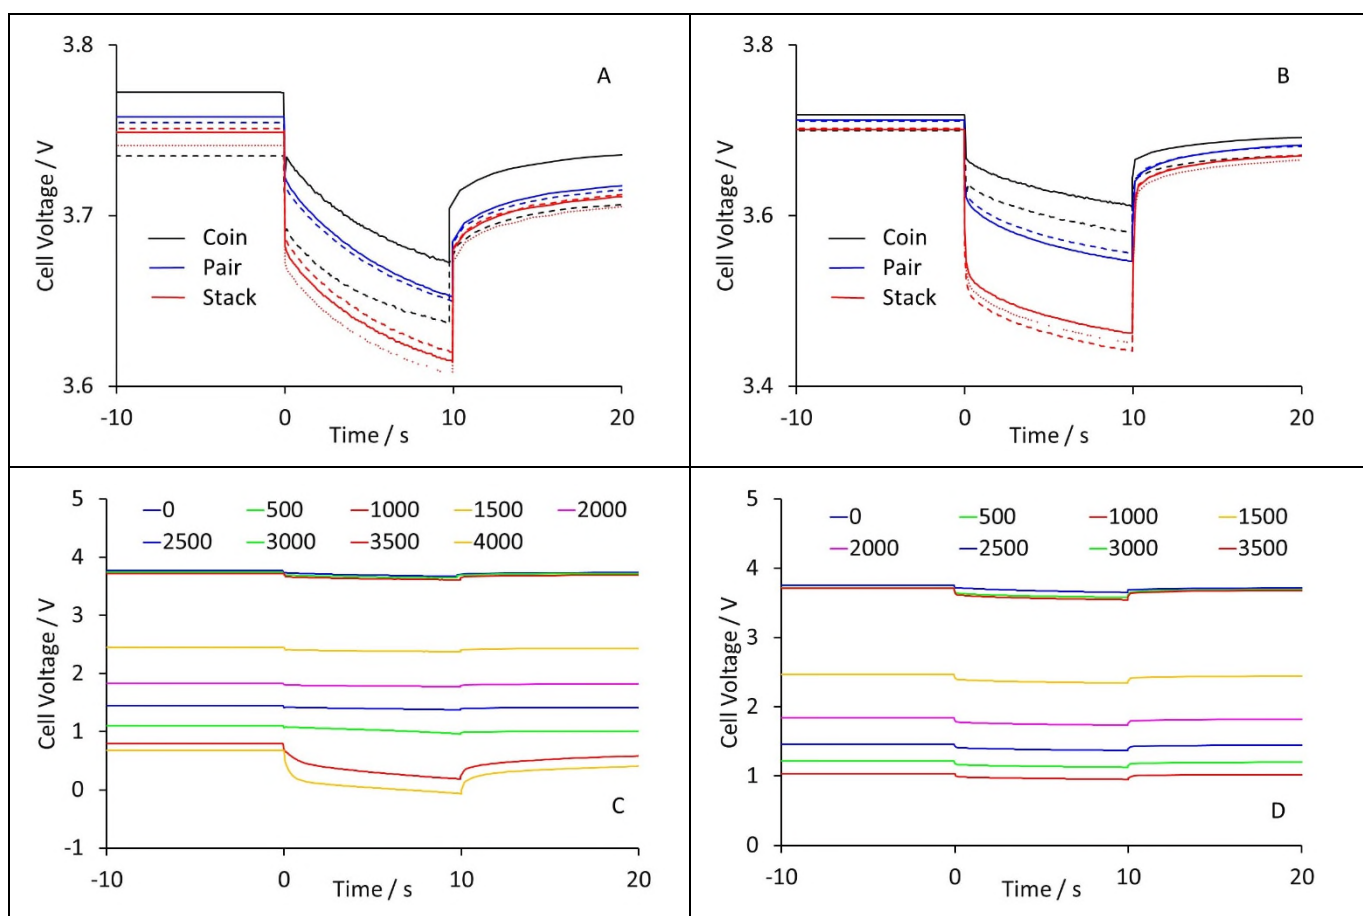 3.8
3.7
3.6
Cell Voltage / V
A
Coin
Pair
Stack
-10 0 10 20
Time / s
3.8
3.6
3.4
Cell Voltage / V
B
Coin
Pair
Stack
-10 0 10 20
Time / s
5
4
3
2
1
0
-1
Cell Voltage / V
0 500 1000 1500 2000
2500 3000 3500 4000
C
-10 0 10 20
Time / s
5
4
3
2
1
0
Cell Voltage / V
0 500 1000 1500
2000 2500 3000 3500
D
-10 0 10 20
Time / s